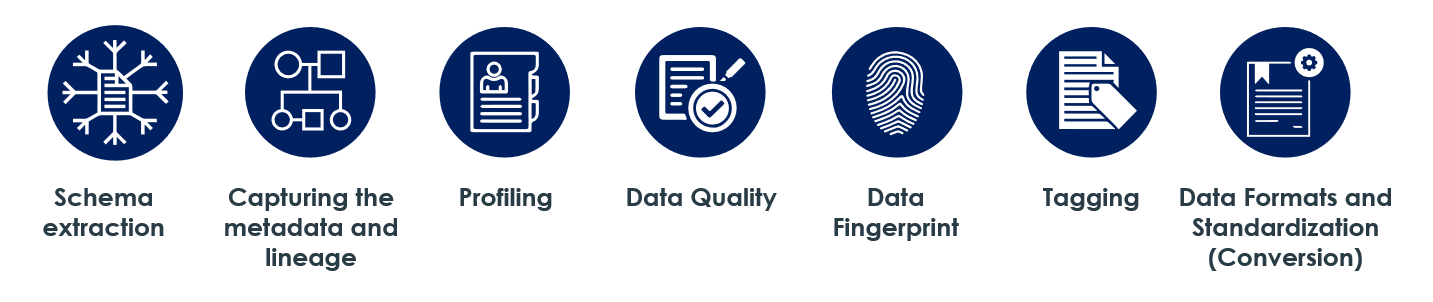 Schema
extraction
Capturing the
metadata and
lineage
Profiling
Data Quality
Data
Fingerprint
Tagging
Data Formats and
Standardization
(Conversion)